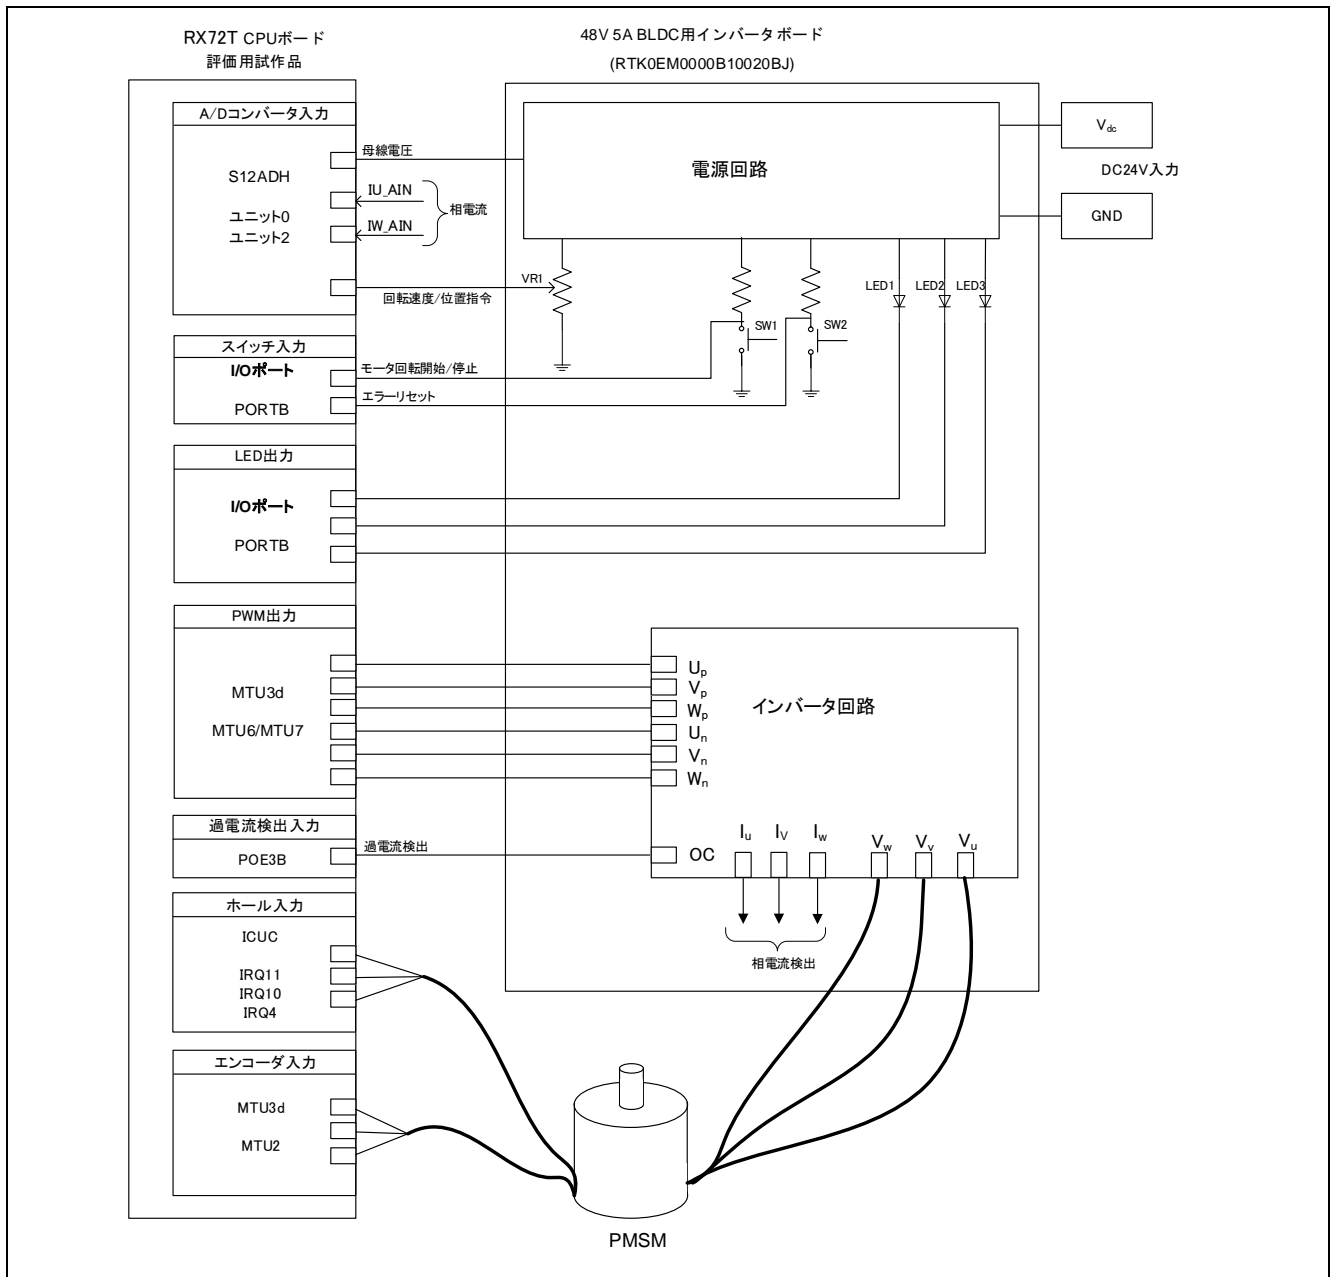 RX72T CPUボード
評価用試作品
48V 5A BLDC用インバータボード
(RTK0EM0000B10020BJ)
A/Dコンバータ入力
S12ADH
ユニット0
ユニット2
母線電圧
IU_AIN
IW_AIN
相電流
回転速度/位置指令
VR1
電源回路
Vdc
DC24V入力
GND
SW1
SW2
LED1
LED2
LED3
スイッチ入力
I/Oポート
PORTB
モータ回転開始/停止
エラーリセット
LED出力
I/Oポート
PORTB
PWM出力
MTU3d
MTU6/MTU7
Up
Vp
Wp
Un
Vn
Wn
インバータ回路
過電流検出入力
POE3B
過電流検出
OC
Iu
IV
Iw
Vw
Vv
Vu
相電流検出
ホール入力
ICUC
IRQ11
IRQ10
IRQ4
エンコーダ入力
MTU3d
MTU2
PMSM